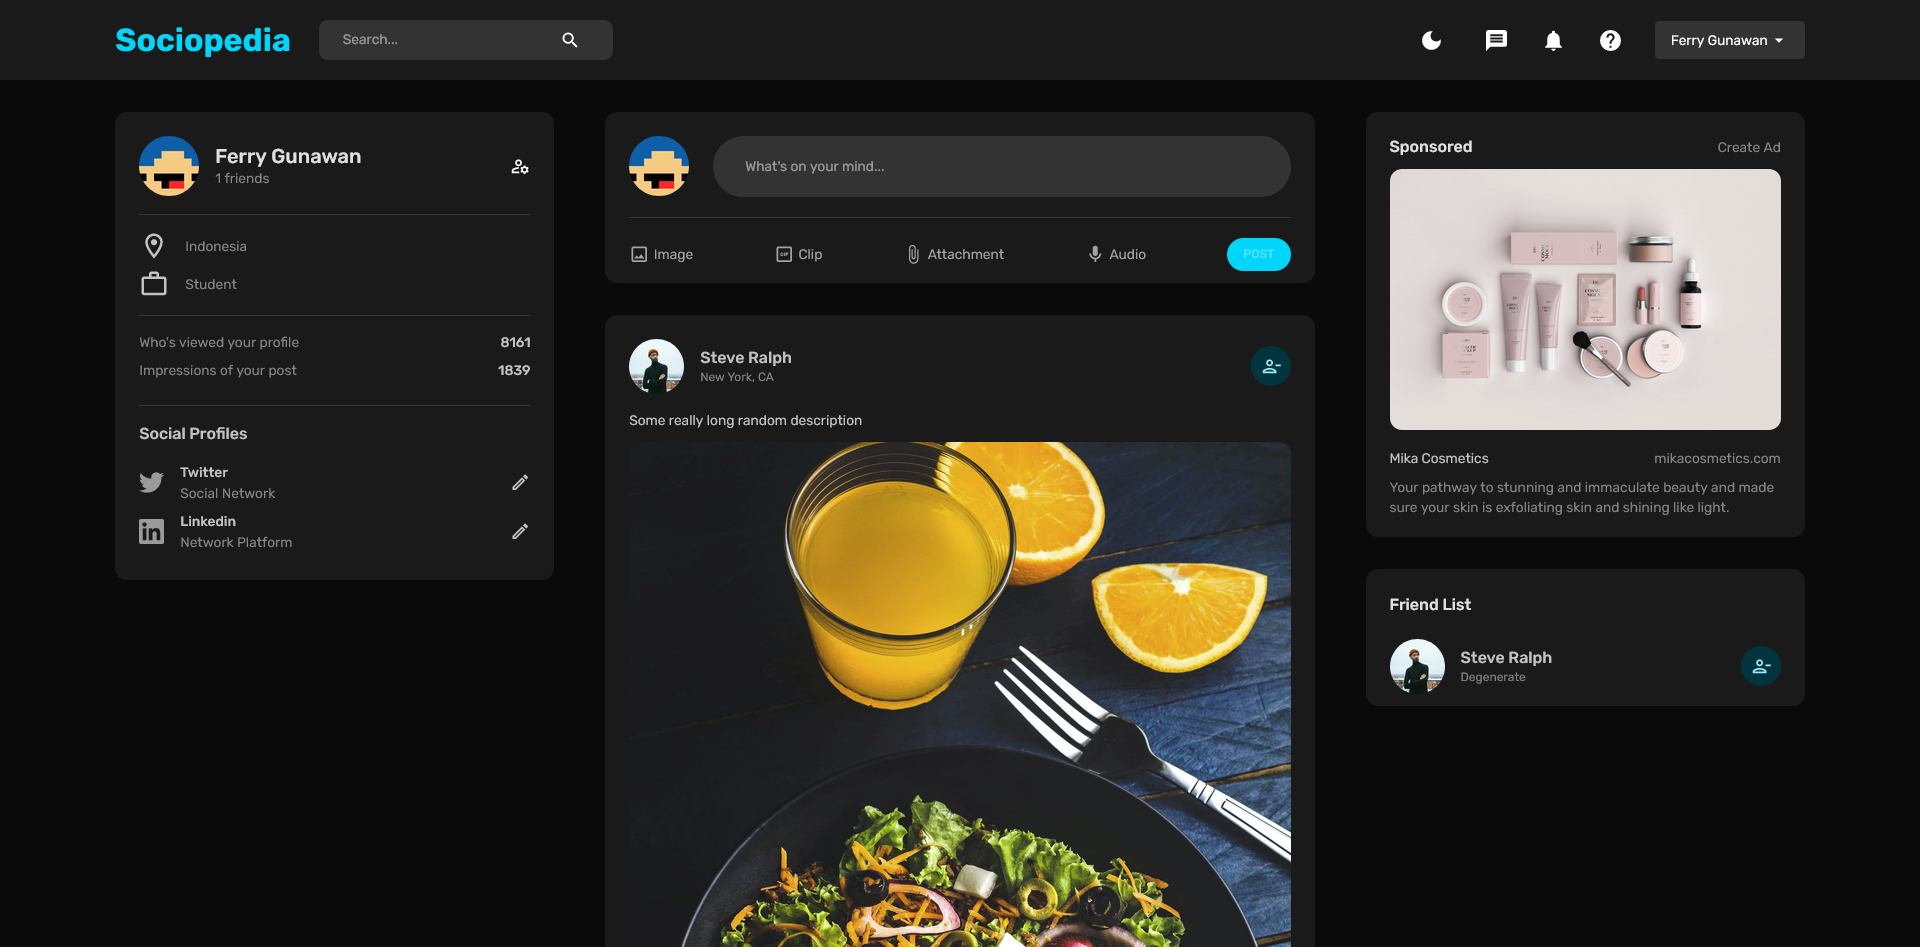 Sociopedia
Search...
Ferry Gunawan
Ferry Gunawan
1 friends
Indonesia
Student
Who's viewed your profile 8161
Impressions of your post 1839
Social Profiles
Twitter
Social Network
Linkedin
Network Platform
What's on your mind...
Image Clip Attachment Audio POST
Steve Ralph
New York, CA
Some really long random description
Sponsored Create Ad
Mika Cosmetics mikacosmetics.com
Your pathway to stunning and immaculate beauty and made
sure your skin is exfoliating skin and shining like light.
Friend List
Steve Ralph
Degenerate